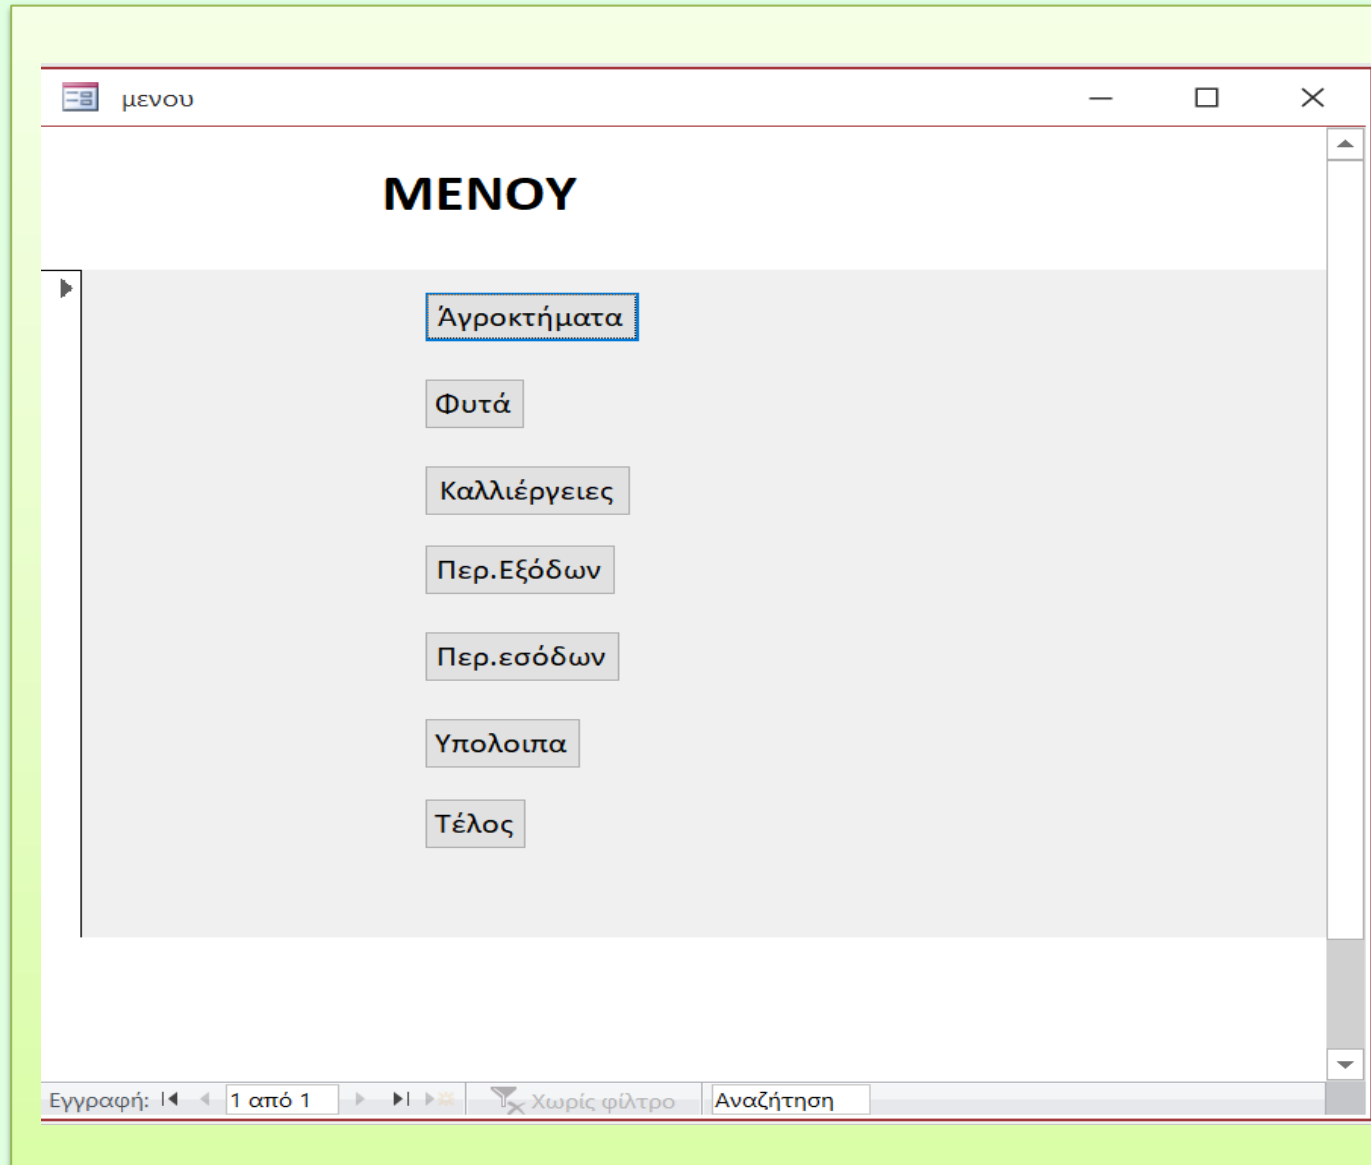 μενου
ΜΕΝΟΥ
Άγροκτήματα
Φυτά
Καλλιέργειες
Περ.Εξόδων
Περ.εσόδων
Υπολοιπα
Τέλος
Εγγραφή: 1 από 1 Χωρίς φίλτρο Αναζήτηση